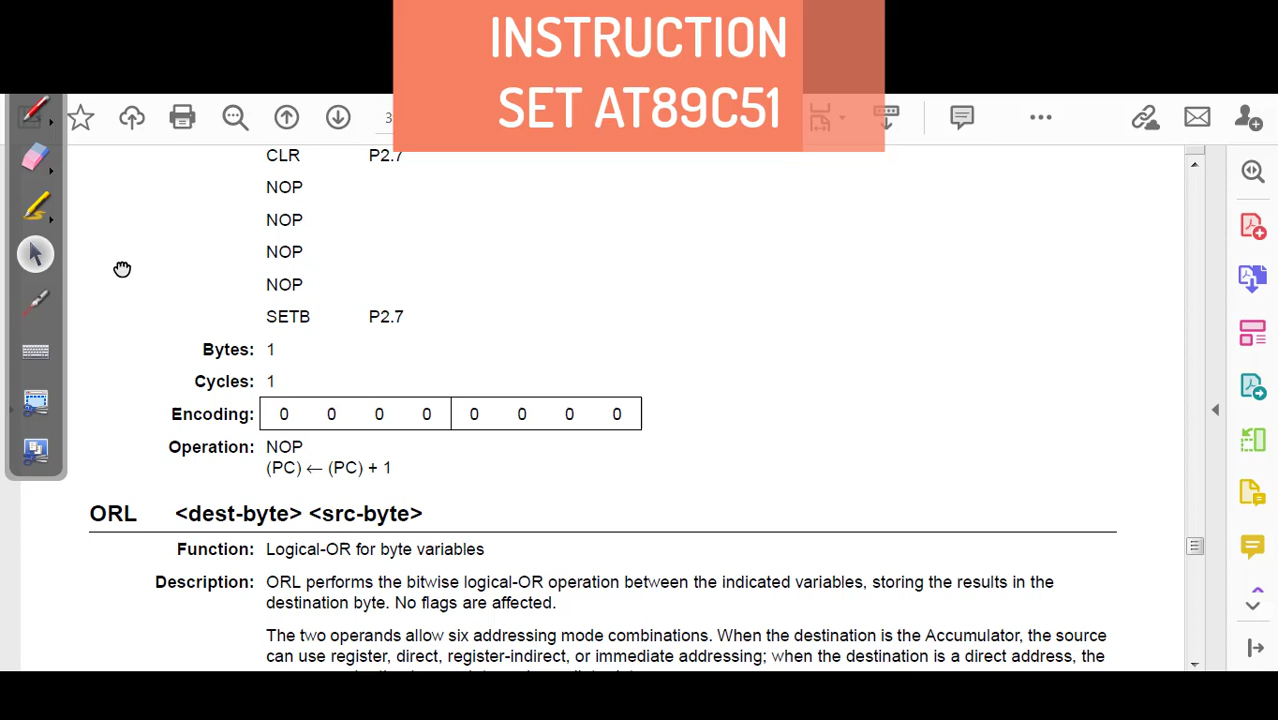 INSTRUCTION
SET AT89C51
3
CLR P2.7
NOP
NOP
NOP
NOP
SETB P2.7
Bytes: 1
Cycles: 1
Encoding: 0 0 0 0 0 0 0 0
Operation: NOP
(PC) ← (PC) + 1
ORL <dest-byte> <src-byte>
Function: Logical-OR for byte variables
Description: ORL performs the bitwise logical-OR operation between the indicated variables, storing the results in the
destination byte. No flags are affected.
The two operands allow six addressing mode combinations. When the destination is the Accumulator, the source
can use register, direct, register-indirect, or immediate addressing; when the destination is a direct address, the